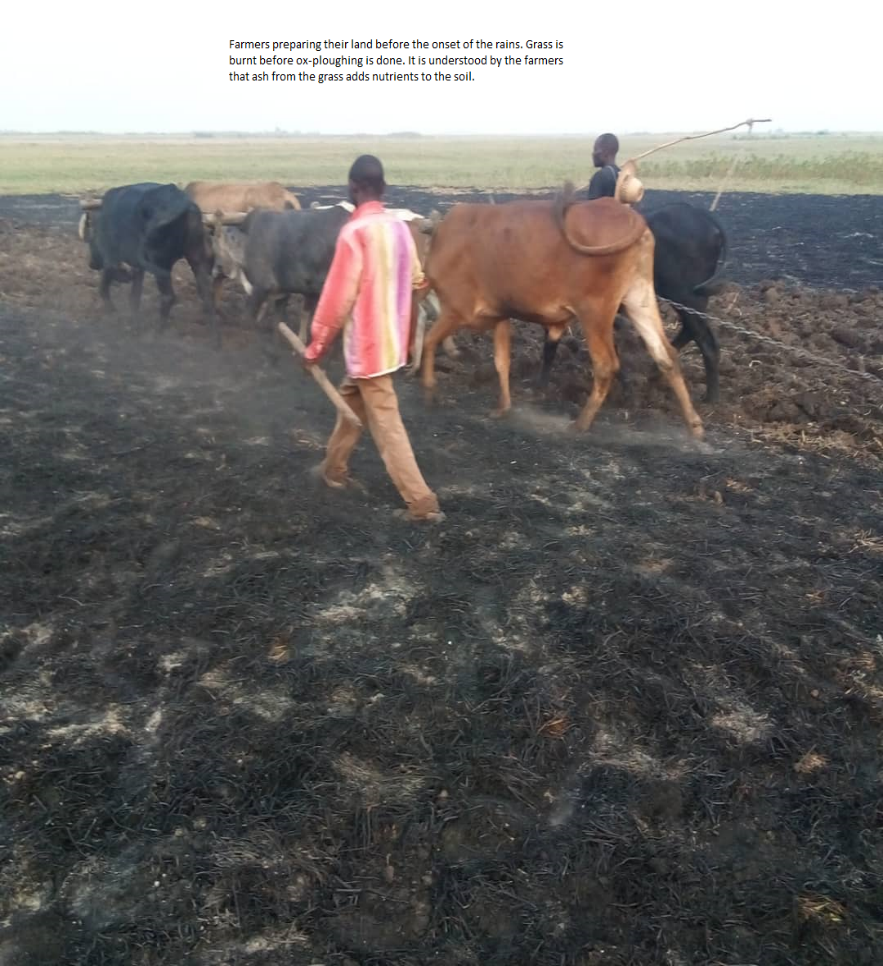 Farmers preparing their land before the onset of the rains. Grass is
burnt before ox-ploughing is done. It is understood by the farmers
that ash from the grass adds nutrients to the soil.